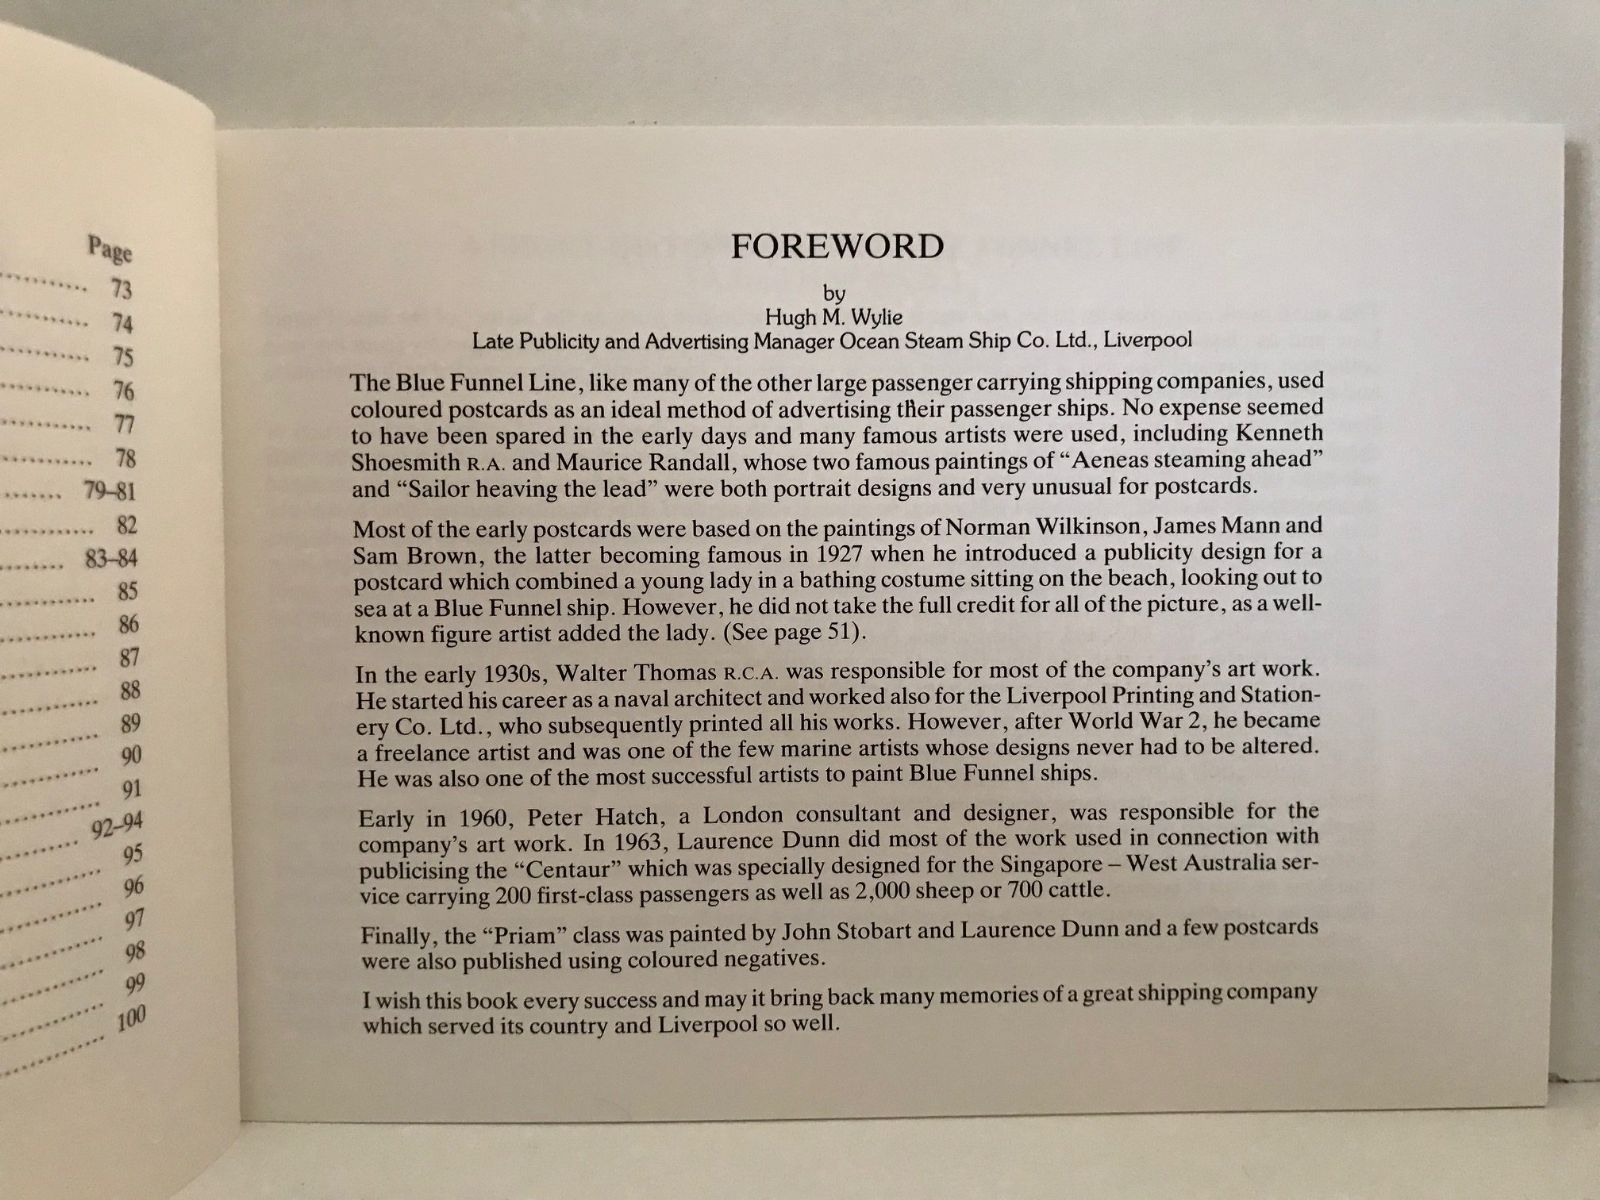 Page
73
74
75
76
77
78
79–81
82
83–84
85
86
87
88
89
90
91
92–94
95
96
97
98
99
100
FOREWORD
by
Hugh M. Wylie
Late Publicity and Advertising Manager Ocean Steam Ship Co. Ltd., Liverpool
The Blue Funnel Line, like many of the other large passenger carrying shipping companies, used
coloured postcards as an ideal method of advertising their passenger ships. No expense seemed
to have been spared in the early days and many famous artists were used, including Kenneth
Shoesmith R.A. and Maurice Randall, whose two famous paintings of “Aeneas steaming ahead”
and “Sailor heaving the lead” were both portrait designs and very unusual for postcards.
Most of the early postcards were based on the paintings of Norman Wilkinson, James Mann and
Sam Brown, the latter becoming famous in 1927 when he introduced a publicity design for a
postcard which combined a young lady in a bathing costume sitting on the beach, looking out to
sea at a Blue Funnel ship. However, he did not take the full credit for all of the picture, as a well-
known figure artist added the lady. (See page 51).
In the early 1930s, Walter Thomas R.C.A. was responsible for most of the company’s art work.
He started his career as a naval architect and worked also for the Liverpool Printing and Station-
ery Co. Ltd., who subsequently printed all his works. However, after World War 2, he became
a freelance artist and was one of the few marine artists whose designs never had to be altered.
He was also one of the most successful artists to paint Blue Funnel ships.
Early in 1960, Peter Hatch, a London consultant and designer, was responsible for the
company’s art work. In 1963, Laurence Dunn did most of the work used in connection with
publicising the “Centaur” which was specially designed for the Singapore – West Australia ser-
vice carrying 200 first-class passengers as well as 2,000 sheep or 700 cattle.
Finally, the “Priam” class was painted by John Stobart and Laurence Dunn and a few postcards
were also published using coloured negatives.
I wish this book every success and may it bring back many memories of a great shipping company
which served its country and Liverpool so well.